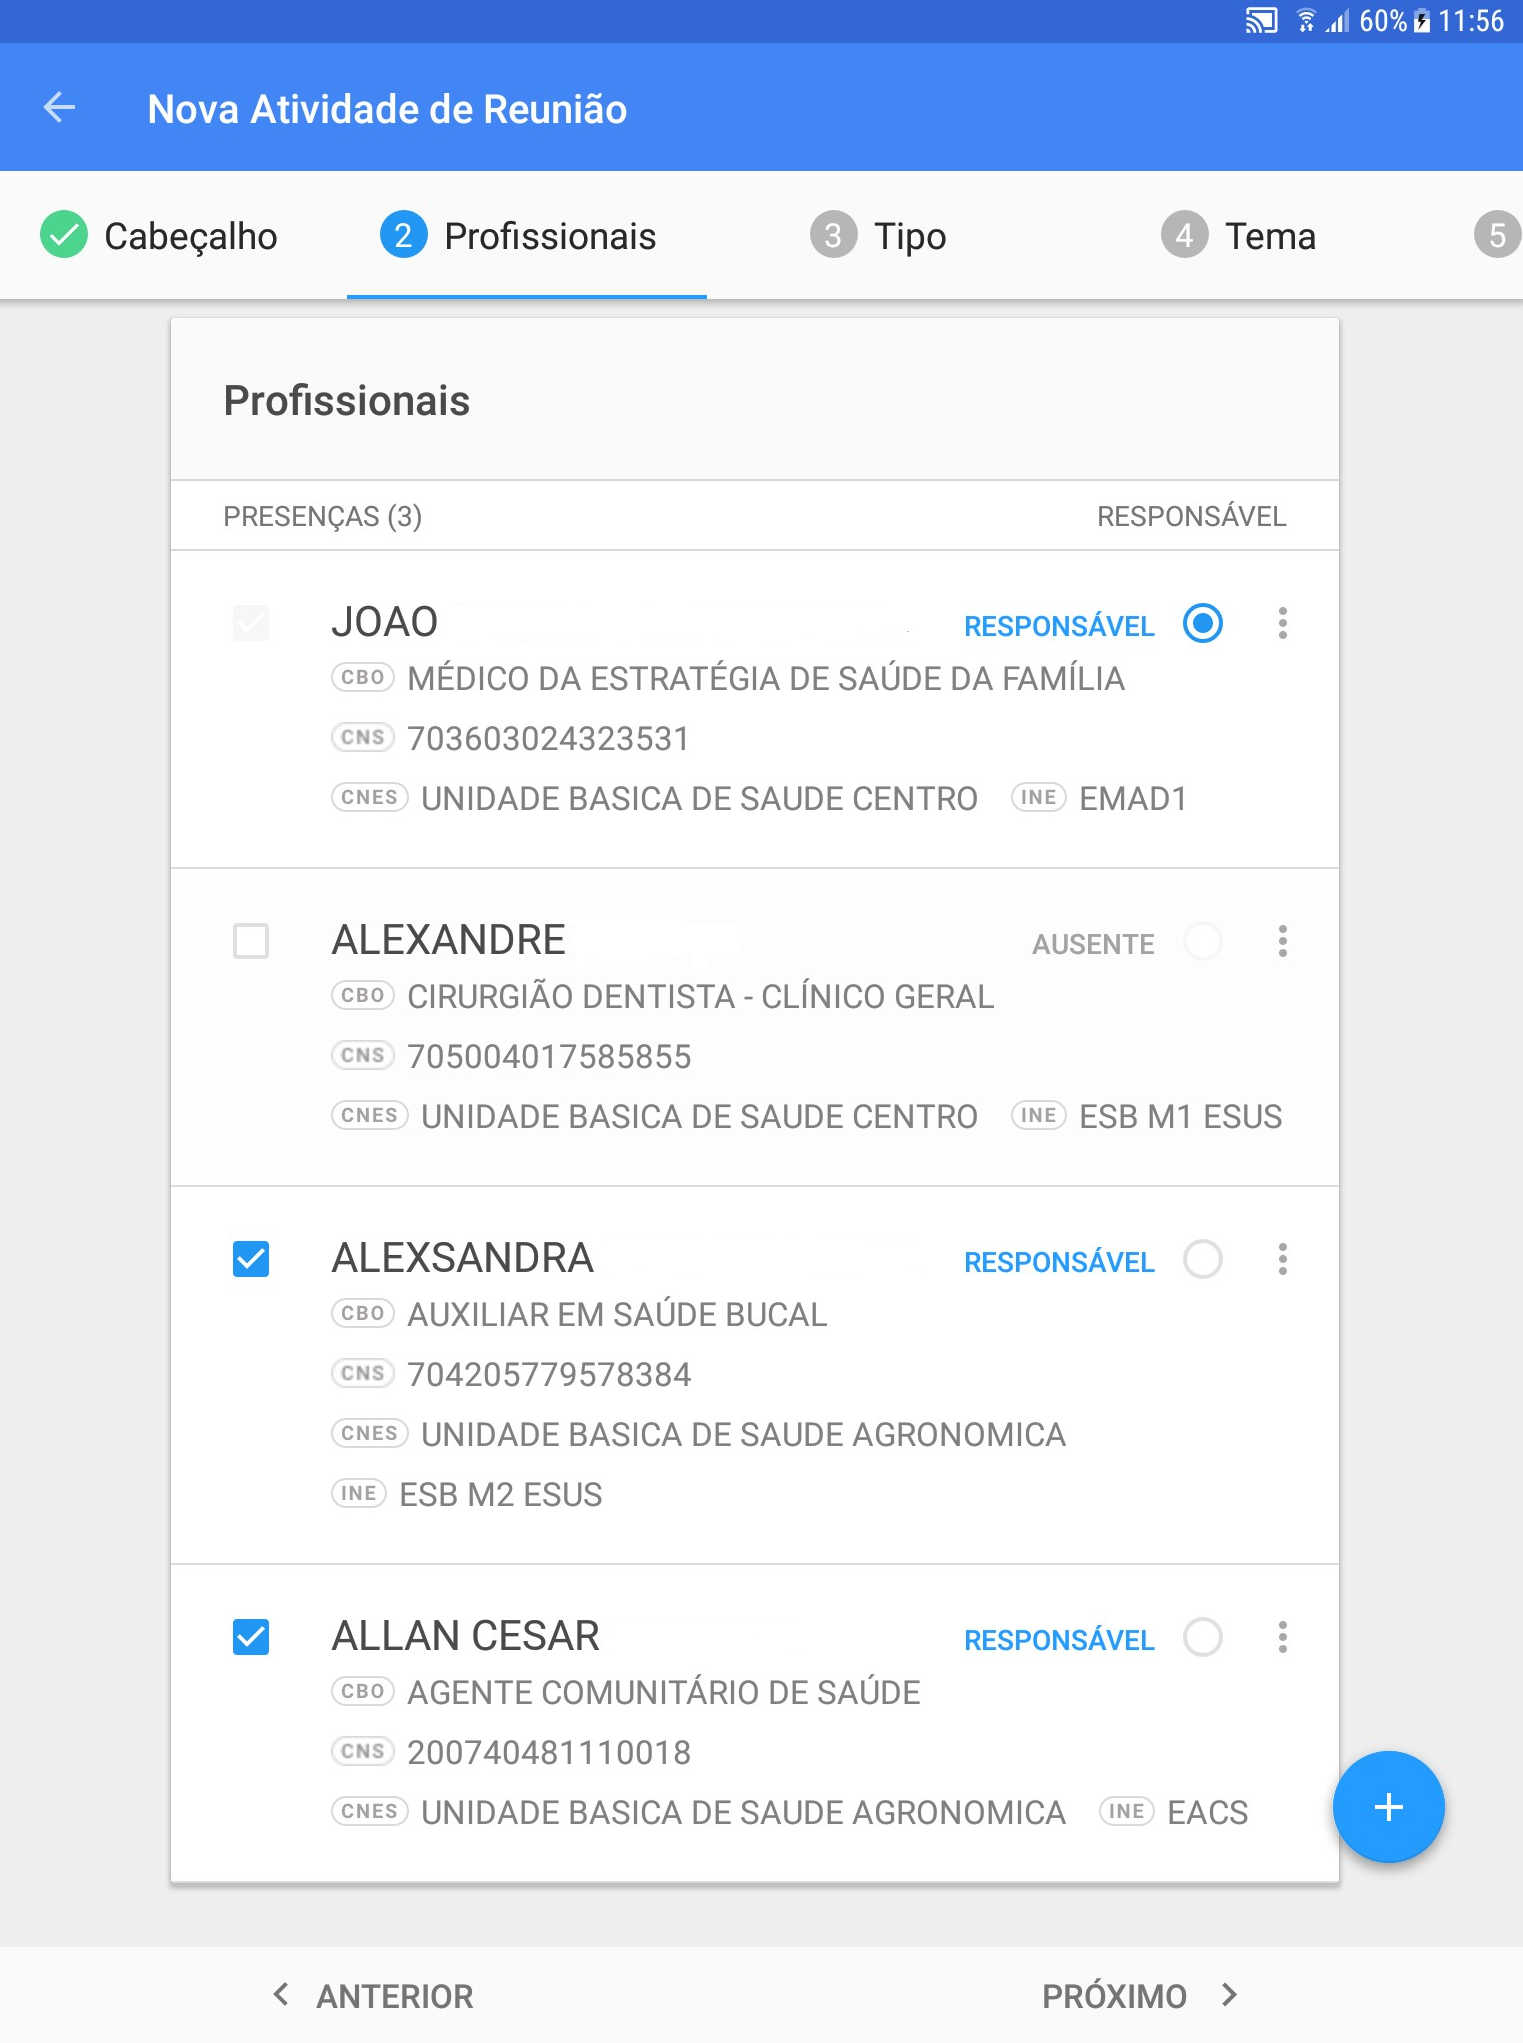 60% 11:56
Nova Atividade de Reunião
Cabeçalho 2 Profissionais 3 Tipo 4 Tema 5
Profissionais
PRESENÇAS (3) RESPONSÁVEL
JOAO RESPONSÁVEL
CBO MÉDICO DA ESTRATÉGIA DE SAÚDE DA FAMÍLIA
CNS 703603024323531
CNES UNIDADE BASICA DE SAUDE CENTRO INE EMAD1
ALEXANDRE AUSENTE
CBO CIRURGIÃO DENTISTA - CLÍNICO GERAL
CNS 705004017585855
CNES UNIDADE BASICA DE SAUDE CENTRO INE ESB M1 ESUS
ALEXSANDRA RESPONSÁVEL
CBO AUXILIAR EM SAÚDE BUCAL
CNS 704205779578384
CNES UNIDADE BASICA DE SAUDE AGRONOMICA
INE ESB M2 ESUS
ALLAN CESAR RESPONSÁVEL
CBO AGENTE COMUNITÁRIO DE SAÚDE
CNS 200740481110018
CNES UNIDADE BASICA DE SAUDE AGRONOMICA INE EACS
ANTERIOR PRÓXIMO